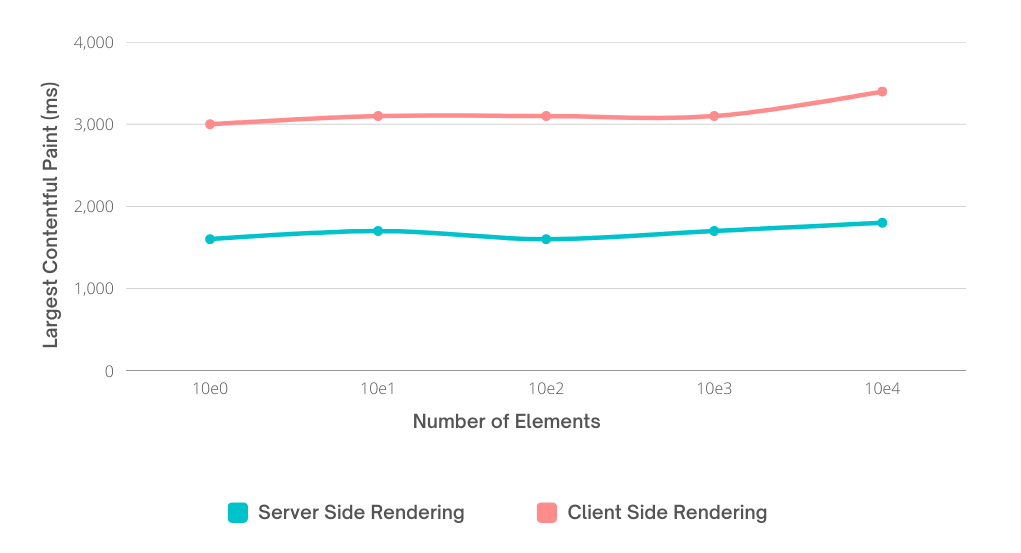 4,000
3,000
2,000
1,000
0
Largest Contentful Paint (ms)
10e0 10e1 10e2 10e3 10e4
Number of Elements
Server Side Rendering Client Side Rendering